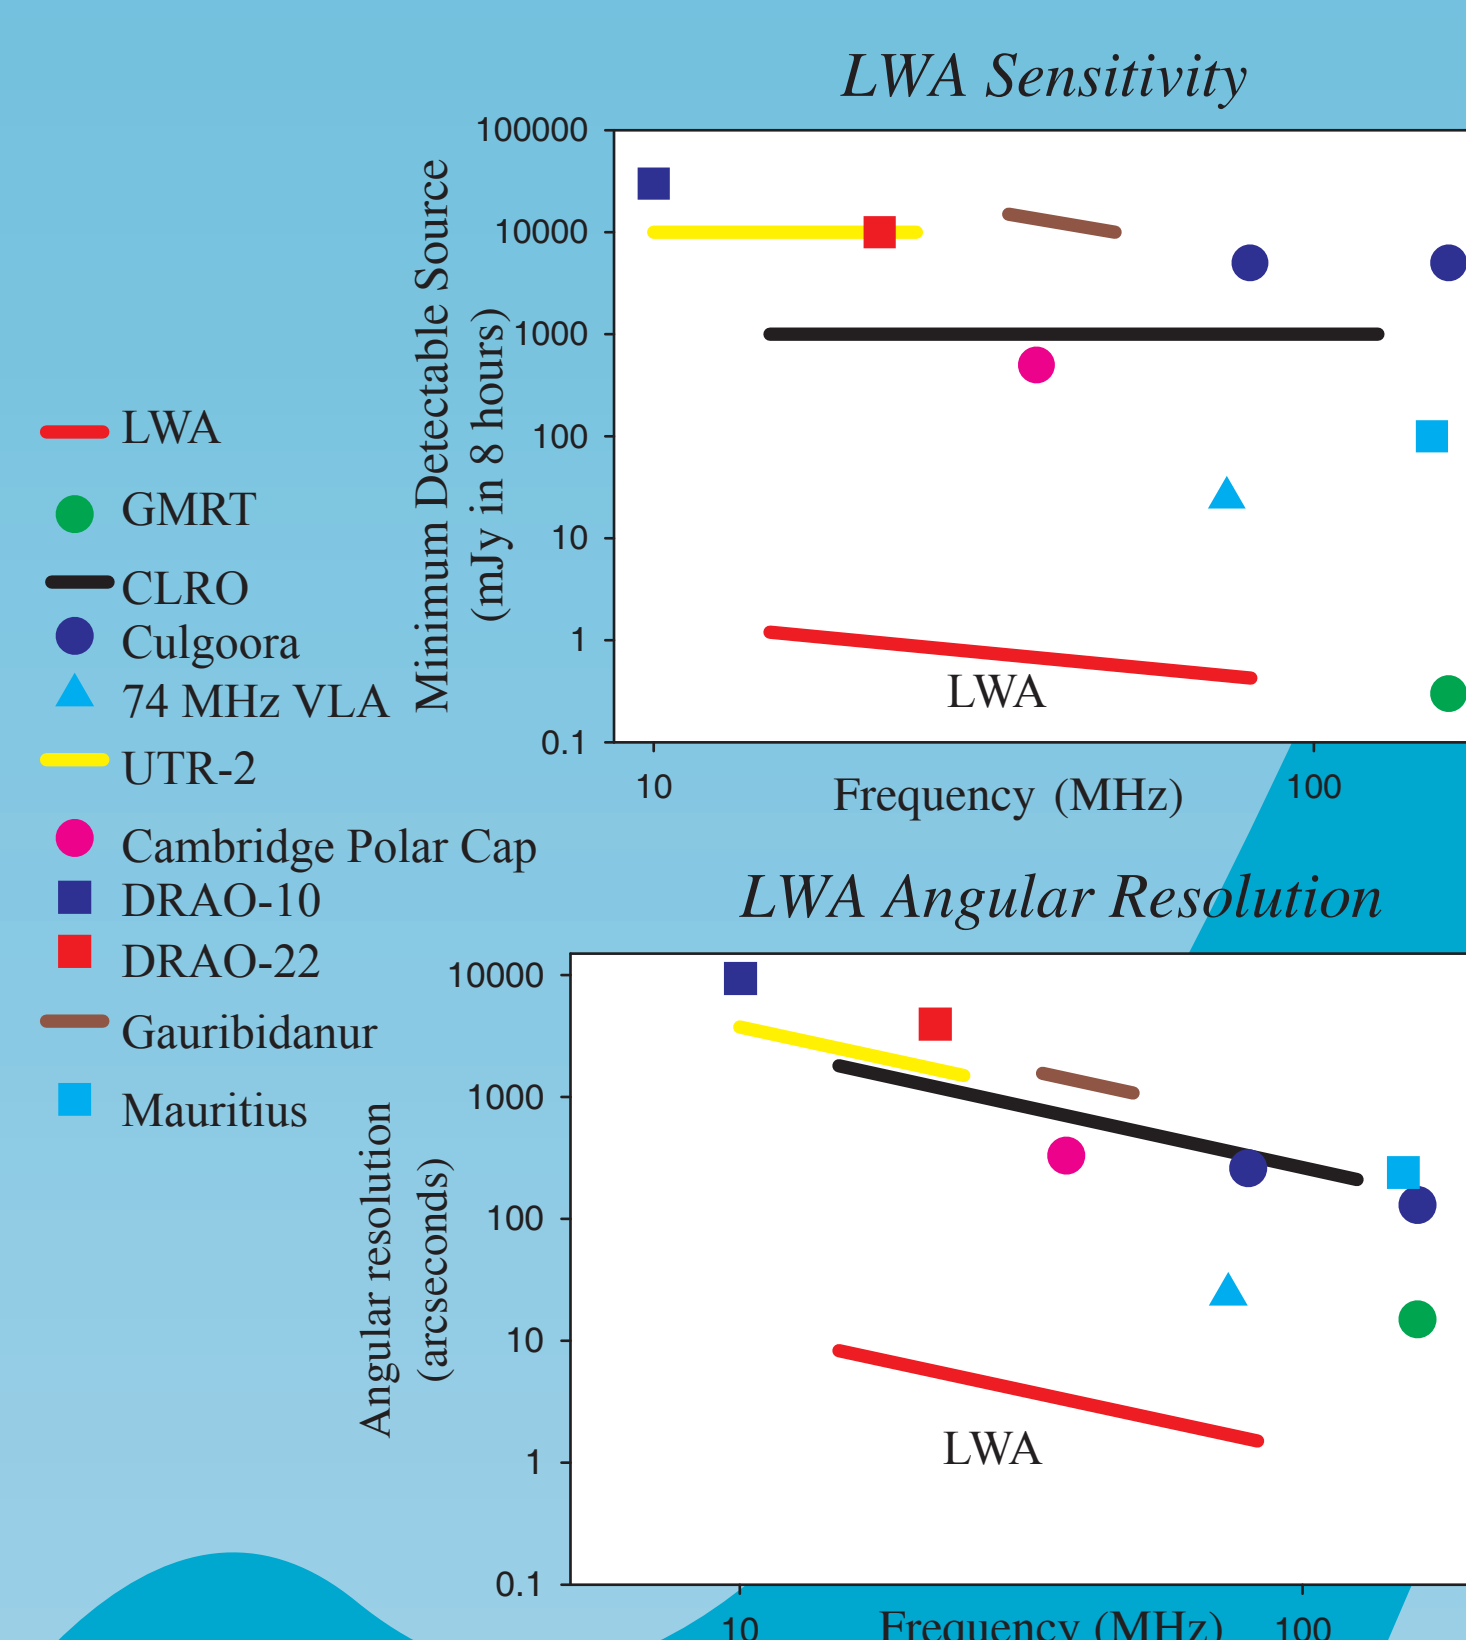 LWA Sensitivity
100000
10000
1000
100
10
1
0.1
Minimum Detectable Source
(mJy in 8 hours)
LWA
10
100
Frequency (MHz)
LWA
GMRT
CLRO
Culgoora
74 MHz VLA
UTR-2
Cambridge Polar Cap
DRAO-10
DRAO-22
Gauribidanur
Mauritius
LWA Angular Resolution
10000
1000
100
10
1
0.1
Angular resolution
(arcseconds)
LWA
10
100
Frequency (MHz)